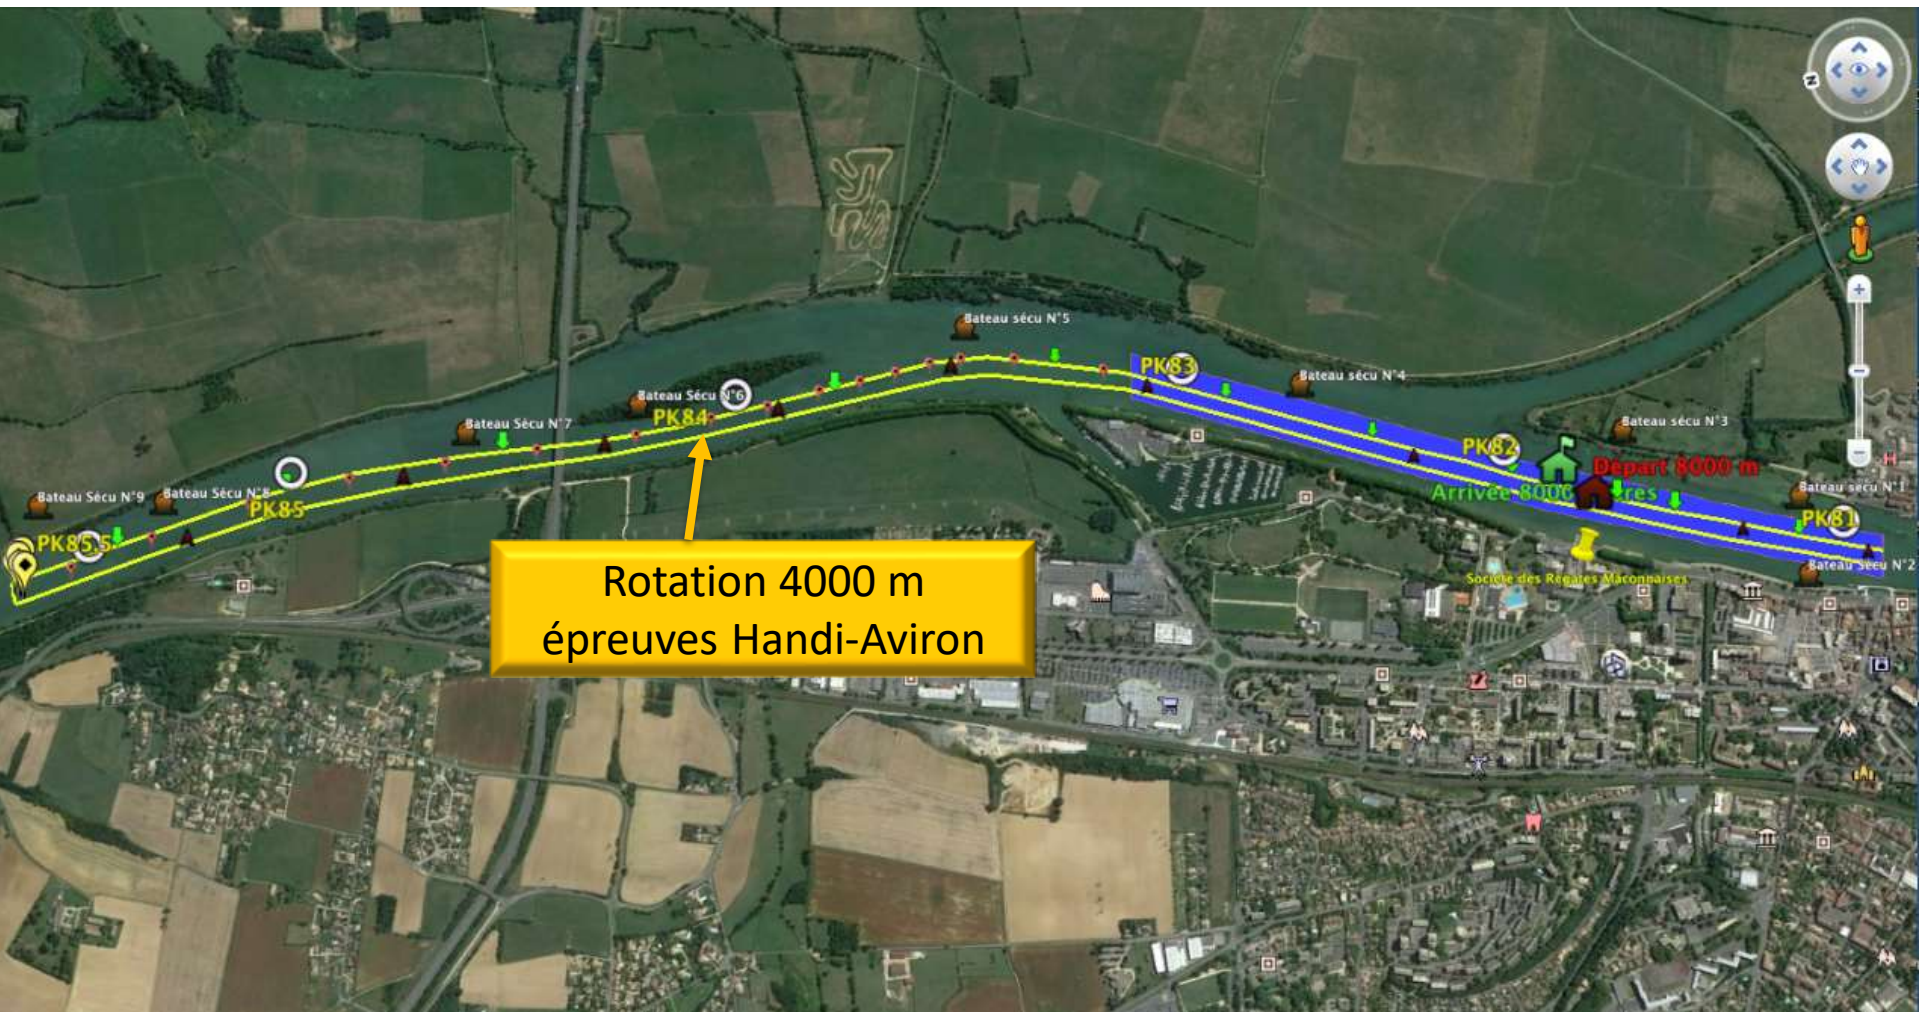 Bateau sécu N°5
PK83
Bateau sécu N°4
Bateau Sécu N°6
PK84
Bateau Sécu N°7
Bateau sécu N°3
PK82
Départ 8000 m
Arrivée 8000
res
Bateau sécu N°1
PK81
Bateau Sécu N°2
Bateau Sécu N°9
Bateau Sécu N°8
PK85
PK85.5
Société des Régates Mâconnaises
Rotation 4000 m
épreuves Handi-Aviron